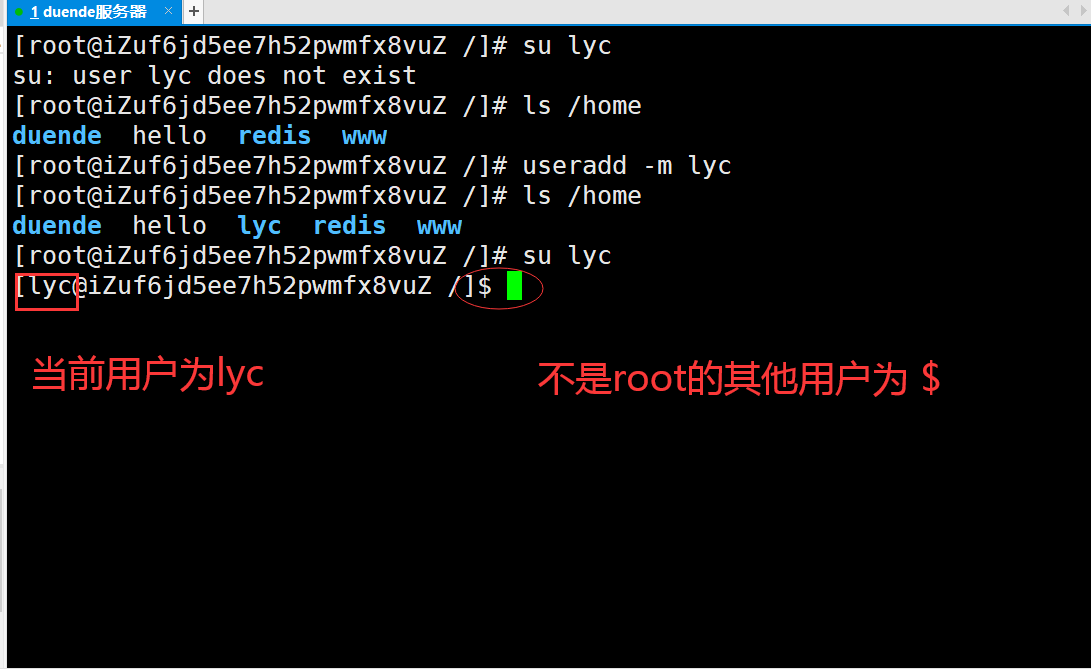 1 duende服务器 × +
[root@iZuf6jd5ee7h52pwmfx8vuZ /]# su lyc
su: user lyc does not exist
[root@iZuf6jd5ee7h52pwmfx8vuZ /]# ls /home
duende  hello  redis  www
[root@iZuf6jd5ee7h52pwmfx8vuZ /]# useradd -m lyc
[root@iZuf6jd5ee7h52pwmfx8vuZ /]# ls /home
duende  hello  lyc  redis  www
[root@iZuf6jd5ee7h52pwmfx8vuZ /]# su lyc
[lyc@iZuf6jd5ee7h52pwmfx8vuZ /]$
当前用户为lyc
不是root的其他用户为 $